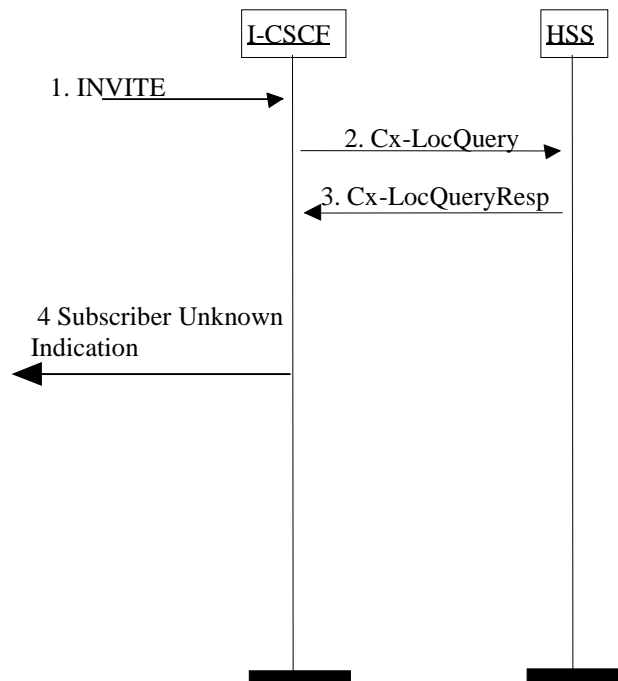 I-CSCF
HSS
1. INVITE
2. Cx-LocQuery
3. Cx-LocQueryResp
4 Subscriber Unknown
Indication